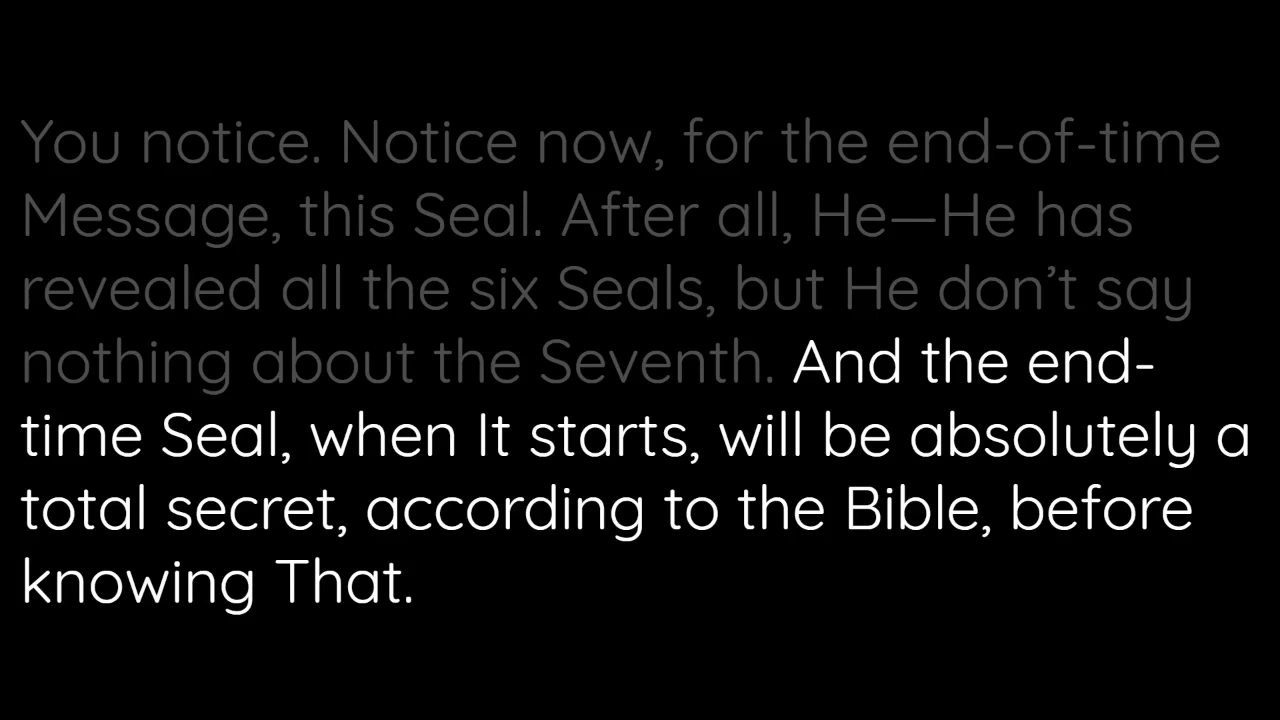 You notice. Notice now, for the end-of-time
Message, this Seal. After all, He—He has
revealed all the six Seals, but He don’t say
nothing about the Seventh. And the end-
time Seal, when It starts, will be absolutely a
total secret, according to the Bible, before
knowing That.